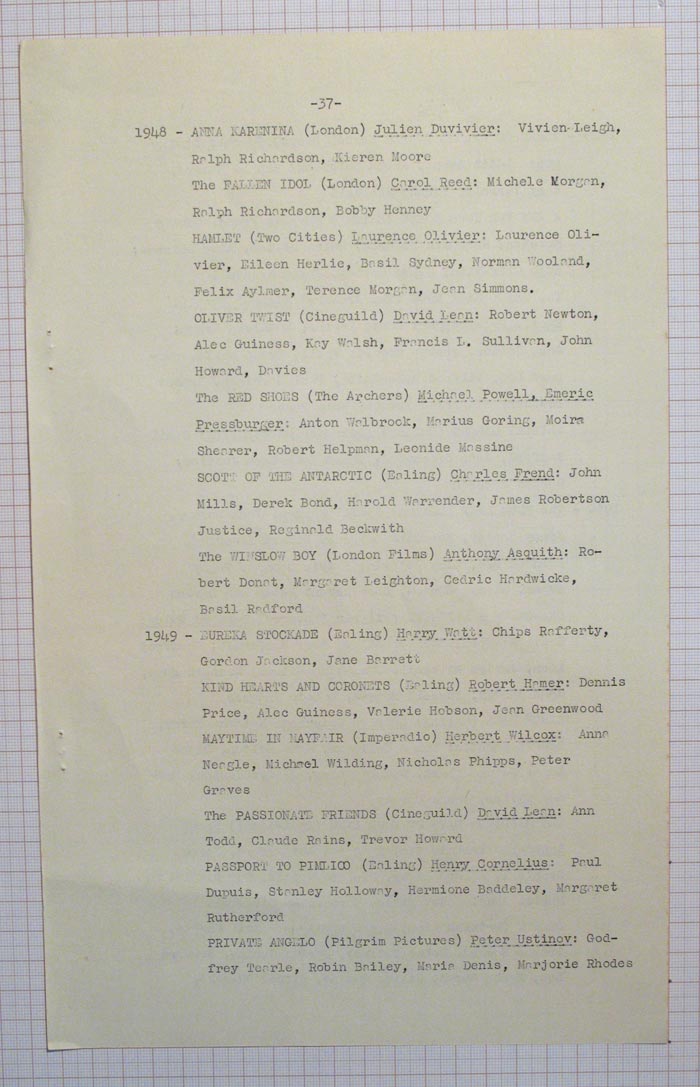 -37-
1948 - ANNA KARENINA (London) Julien Duvivier: Vivien Leigh,
Ralph Richardson, Kieren Moore
The FALLEN IDOL (London) Carol Reed: Michele Morgan,
Ralph Richardson, Bobby Henney
HAMLET (Two Cities) Laurence Olivier: Laurence Oli-
vier, Eileen Herlie, Basil Sydney, Norman Wooland,
Felix Aylmer, Terence Morgan, Jean Simmons.
OLIVER TWIST (Cineguild) David Lean: Robert Newton,
Alec Guiness, Kay Walsh, Francis L. Sullivan, John
Howard, Davies
The RED SHOES (The Archers) Michael Powell, Emeric
Pressburger: Anton Walbrock, Marius Goring, Moira
Shearer, Robert Helpman, Leonide Massine
SCOTT OF THE ANTARCTIC (Ealing) Charles Frend: John
Mills, Derek Bond, Harold Warrender, James Robertson
Justice, Reginald Beckwith
The WINSLOW BOY (London Films) Anthony Asquith: Ro-
bert Donat, Margaret Leighton, Cedric Hardwicke,
Basil Radford
1949 - EUREKA STOCKADE (Ealing) Harry Watt: Chips Rafferty,
Gordon Jackson, Jane Barrett
KIND HEARTS AND CORONETS (Ealing) Robert Hamer: Dennis
Price, Alec Guiness, Valerie Hobson, Jean Greenwood
MAYTIME IN MAYFAIR (Imperadio) Herbert Wilcox: Anna
Neagle, Michael Wilding, Nicholas Phipps, Peter
Graves
The PASSIONATE FRIENDS (Cineguild) David Lean: Ann
Todd, Claude Rains, Trevor Howard
PASSPORT TO PIMLICO (Ealing) Henry Cornelius: Paul
Dupuis, Stanley Holloway, Hermione Baddeley, Margaret
Rutherford
PRIVATE ANGELO (Pilgrim Pictures) Peter Ustinov: God-
frey Tearle, Robin Bailey, Maria Denis, Marjorie Rhodes